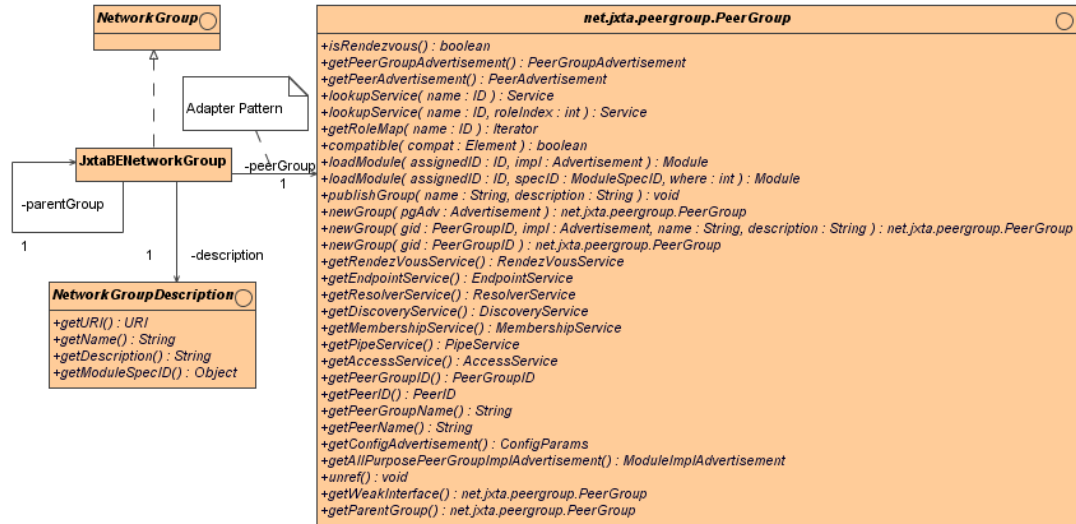 NetworkGroup
Adapter Pattern
JxtaBENetworkGroup
-peerGroup
1
-parentGroup
1
1
-description
NetworkGroupDescription
+getURI() : URI
+getName() : String
+getDescription() : String
+getModuleSpecID() : Object
net.jxta.peergroup.PeerGroup
+isRendezvous() : boolean
+getPeerGroupAdvertisement() : PeerGroupAdvertisement
+getPeerAdvertisement() : PeerAdvertisement
+lookupService( name : ID ) : Service
+lookupService( name : ID, roleIndex : int ) : Service
+getRoleMap( name : ID ) : Iterator
+compatible( compat : Element ) : boolean
+loadModule( assignedID : ID, impl : Advertisement ) : Module
+loadModule( assignedID : ID, specID : ModuleSpecID, where : int ) : Module
+publishGroup( name : String, description : String ) : void
+newGroup( pgAdv : Advertisement ) : net.jxta.peergroup.PeerGroup
+newGroup( gid : PeerGroupID, impl : Advertisement, name : String, description : String ) : net.jxta.peergroup.PeerGroup
+newGroup( gid : PeerGroupID ) : net.jxta.peergroup.PeerGroup
+getRendezVousService() : RendezVousService
+getEndpointService() : EndpointService
+getResolverService() : ResolverService
+getDiscoveryService() : DiscoveryService
+getMembershipService() : MembershipService
+getPipeService() : PipeService
+getAccessService() : AccessService
+getPeerGroupID() : PeerGroupID
+getPeerID() : PeerID
+getPeerGroupName() : String
+getPeerName() : String
+getConfigAdvertisement() : ConfigParams
+getAllPurposePeerGroupImplAdvertisement() : ModuleImplAdvertisement
+unref() : void
+getWeakInterface() : net.jxta.peergroup.PeerGroup
+getParentGroup() : net.jxta.peergroup.PeerGroup